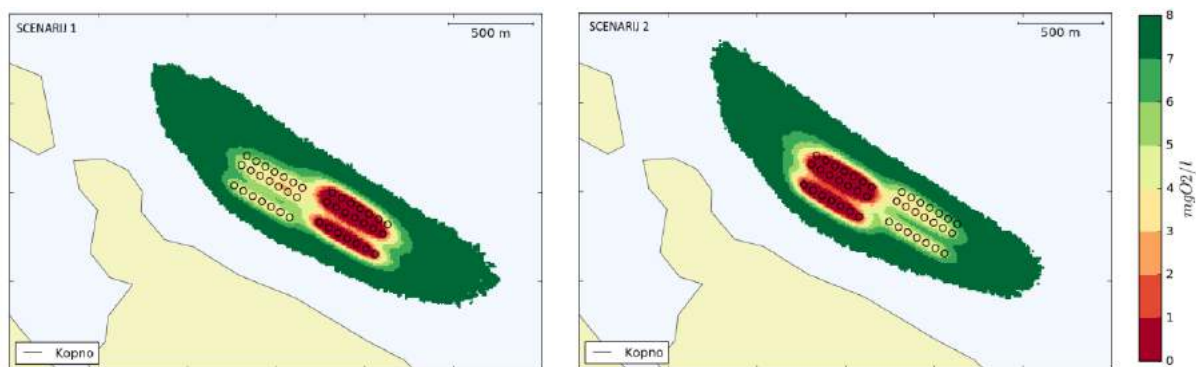 SCENARIJ 1
500 m
Kopno
SCENARIJ 2
500 m
Kopno
8
7
6
5
4
3
2
1
0
mgO2/l